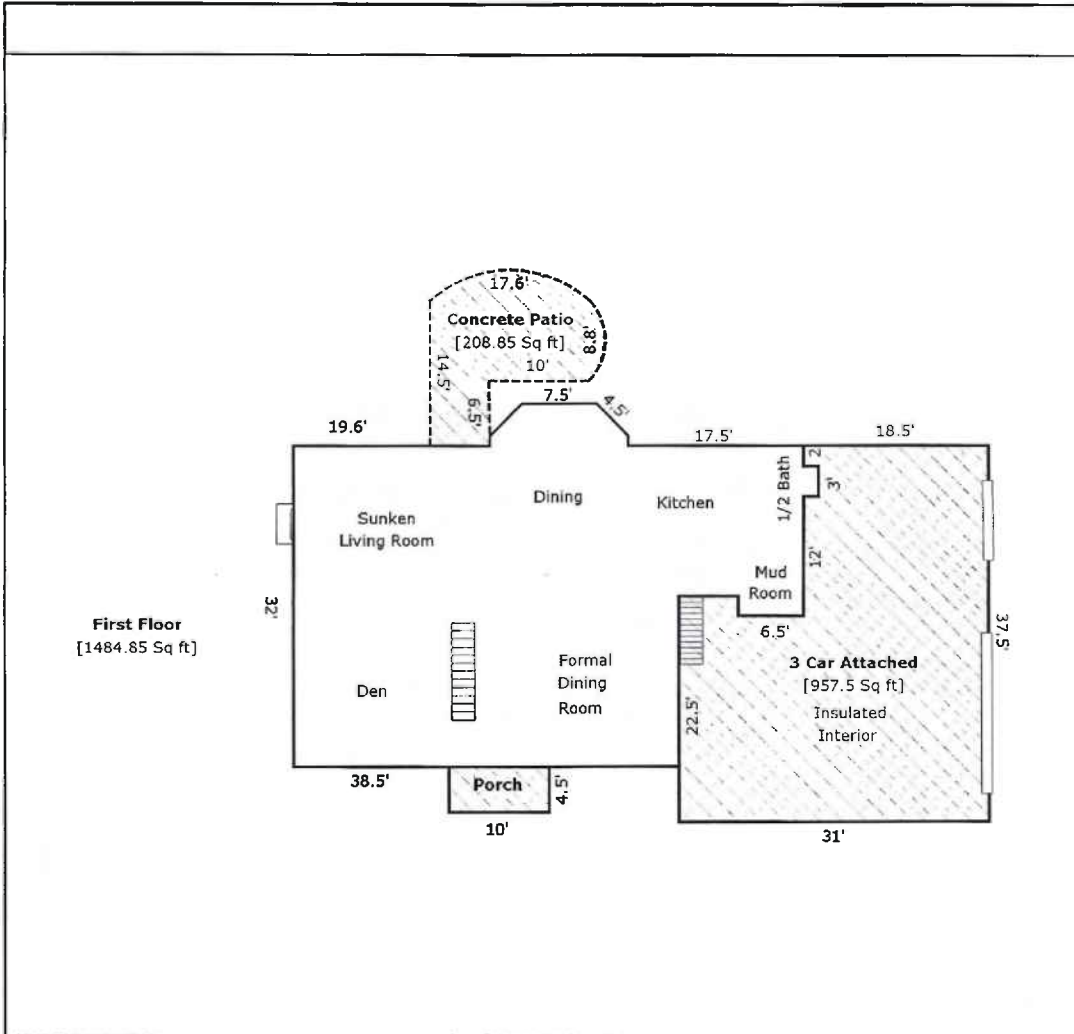 17.6'
Concrete Patio
[208.85 Sq ft]
8.8'
10'
14.5'
6.5'
7.5'
4.5'
19.6'
17.5'
18.5'
2
3'
1/2 Bath
Dining
Kitchen
Sunken
Living Room
12'
Mud
Room
32'
6.5'
37.5'
First Floor
[1484.85 Sq ft]
3 Car Attached
[957.5 Sq ft]
Insulated
Interior
Formal
Dining
Room
Den
22.5'
38.5'
Porch
4.5'
10'
31'